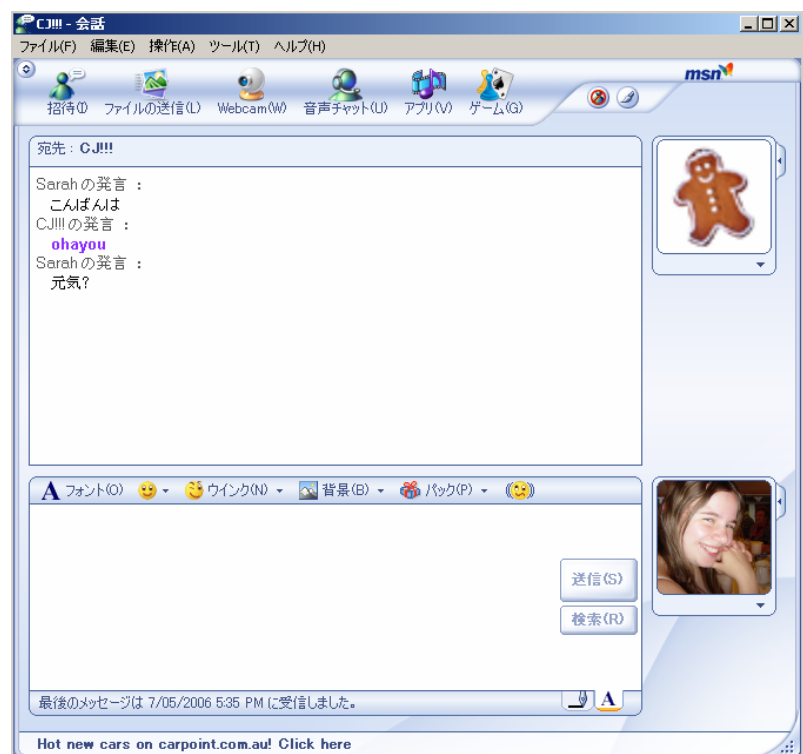 CJ!!! - 会話
ファイル(F) 編集(E) 操作(A) ツール(T) ヘルプ(H)
msn
招待(I) ファイルの送信(L) Webcam(W) 音声チャット(U) アプリ(V) ゲーム(G)
宛先 : CJ!!!
Sarah の発言 :
こんばんは
CJ!!! の発言 :
ohayou
Sarah の発言 :
元気?
A フォント(O) ウインク(N) 背景(B) パック(P)
送信(S)
検索(R)
最後のメッセージは 7/05/2006 5:35 PM に受信しました。
A
Hot new cars on carpoint.com.au! Click here